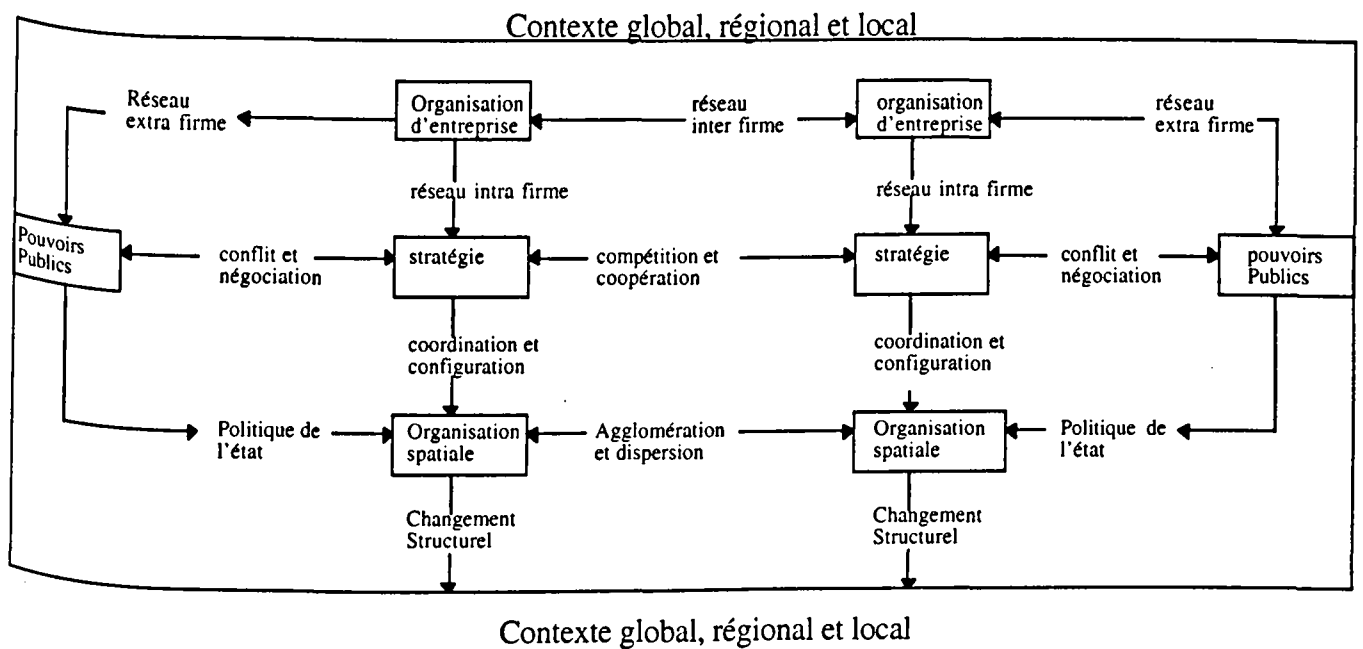 Contexte global, régional et local
Réseau
extra firme
Organisation
d'entreprise
réseau
inter firme
organisation
d'entreprise
réseau
extra firme
réseau intra firme
réseau intra firme
Pouvoirs
Publics
conflit et
négociation
stratégie
compétition et
coopération
stratégie
conflit et
négociation
pouvoirs
Publics
coordination et
configuration
coordination et
configuration
Politique de
l'état
Organisation
spatiale
Agglomération
et dispersion
Organisation
spatiale
Politique de
l'état
Changement
Structurel
Changement
Structurel
Contexte global, régional et local